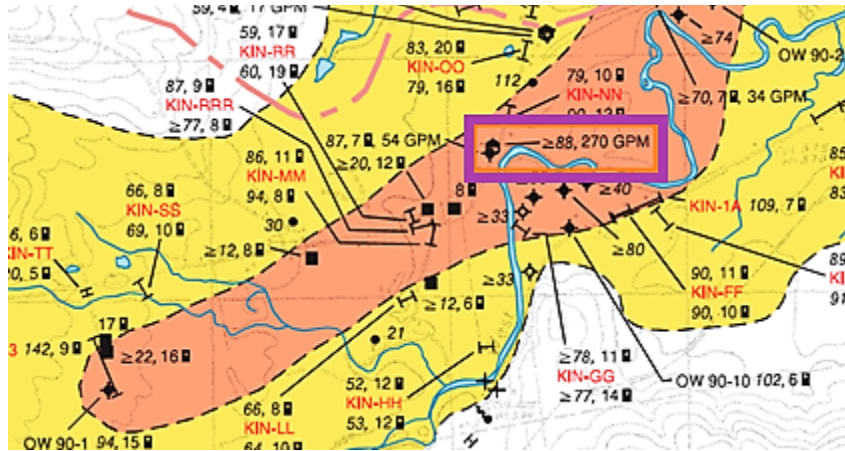 59, 4 17 GPM
59, 17
KIN-RR
60, 19
83, 20
KIN-OO
79, 16
≥74
OW 90-2
87, 9
KIN-RRR
≥77, 8
112
79, 10
KIN-NN
≥70, 7, 34 GPM
87, 7, 54 GPM
≥88, 270 GPM
≥20, 12
86, 11
KIN-MM
94, 8
8
≥40
66, 8
KIN-SS
69, 10
30
≥33
KIN-1A 109, 7
6, 6
KIN-TT
20, 5
≥12, 8
≥80
≥33
90, 11
KIN-FF
90, 10
≥12, 6
17
21
3 142, 9
≥22, 16
≥78, 11
KIN-GG
≥77, 14
OW 90-10 102, 6
52, 12
KIN-HH
53, 12
66, 8
KIN-LL
64, 10
OW 90-1 94, 15